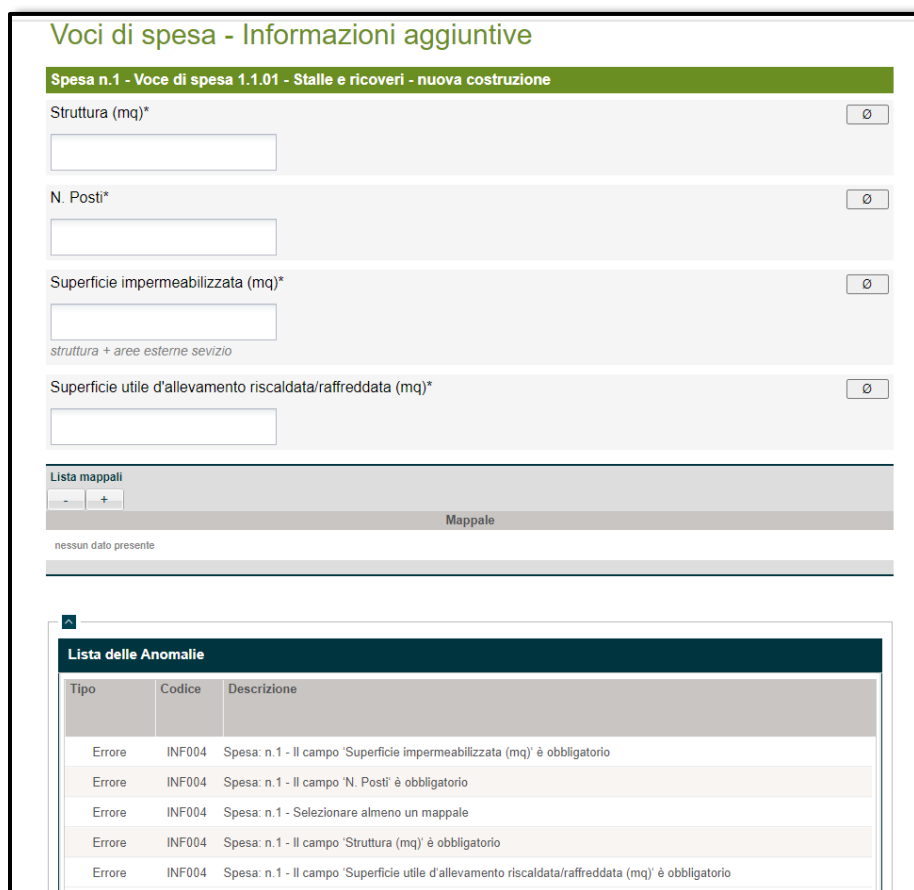 Voci di spesa - Informazioni aggiuntive
Spesa n.1 - Voce di spesa 1.1.01 - Stalle e ricoveri - nuova costruzione
Struttura (mq)*
Ø
N. Posti*
Ø
Superficie impermeabilizzata (mq)*
Ø
struttura + aree esterne sevizio
Superficie utile d'allevamento riscaldata/raffreddata (mq)*
Ø
Lista mappali
- +
Mappale
nessun dato presente
Lista delle Anomalie
Tipo Codice Descrizione
Errore INF004 Spesa: n.1 - Il campo 'Superficie impermeabilizzata (mq)' è obbligatorio
Errore INF004 Spesa: n.1 - Il campo 'N. Posti' è obbligatorio
Errore INF004 Spesa: n.1 - Selezionare almeno un mappale
Errore INF004 Spesa: n.1 - Il campo 'Struttura (mq)' è obbligatorio
Errore INF004 Spesa: n.1 - Il campo 'Superficie utile d'allevamento riscaldata/raffreddata (mq)' è obbligatorio